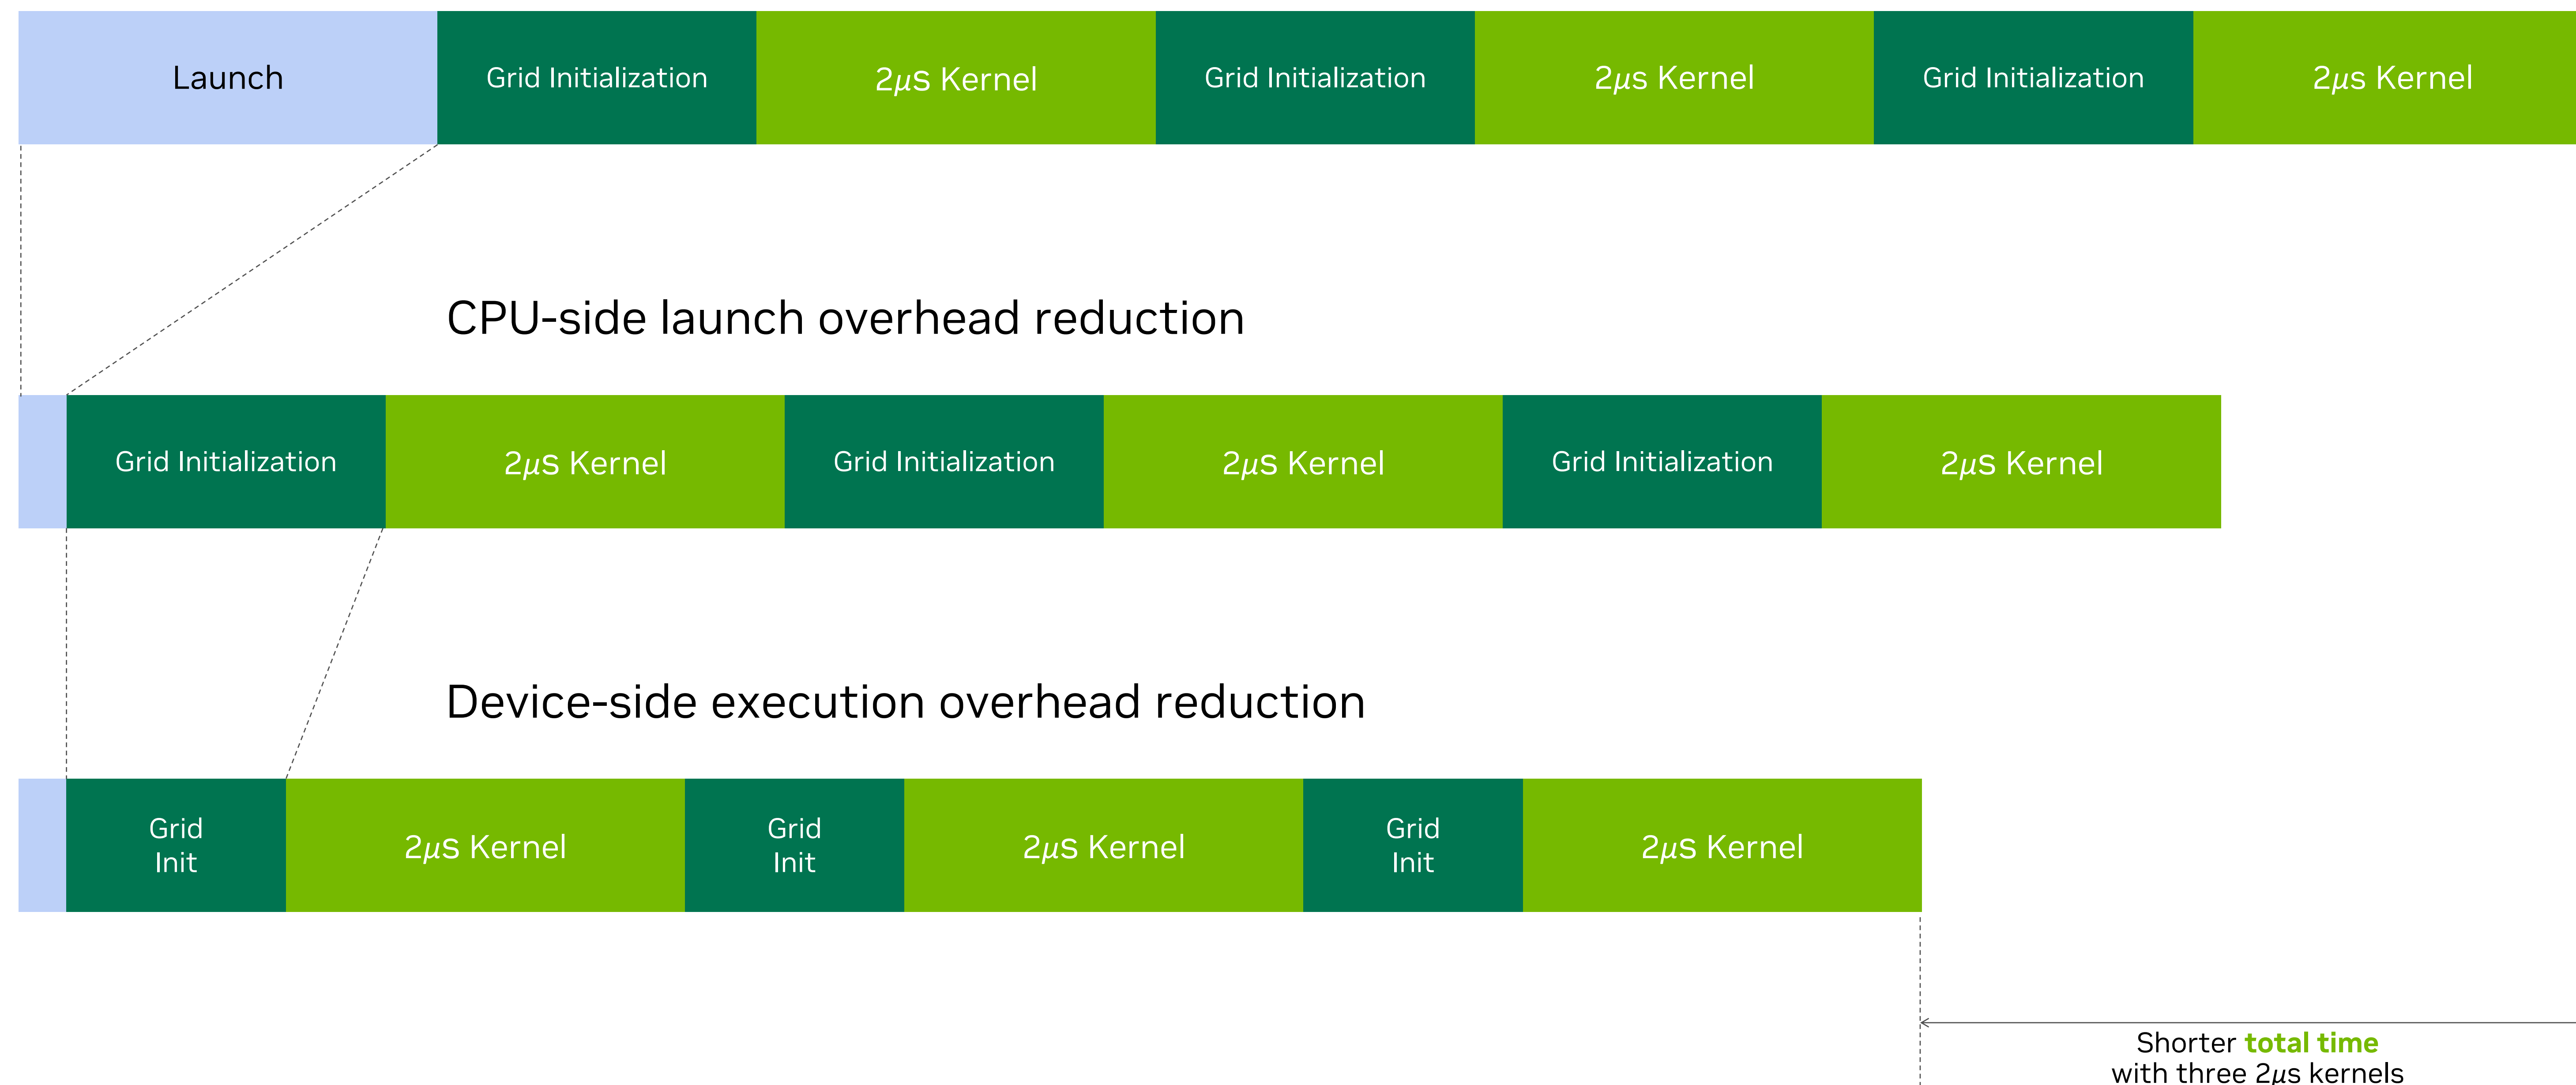 Launch
Grid Initialization
2μs Kernel
Grid Initialization
2μs Kernel
Grid Initialization
2μs Kernel
CPU-side launch overhead reduction
Grid Initialization
2μs Kernel
Grid Initialization
2μs Kernel
Grid Initialization
2μs Kernel
Device-side execution overhead reduction
Grid
Init
2μs Kernel
Grid
Init
2μs Kernel
Grid
Init
2μs Kernel
Shorter total time
with three 2μs kernels